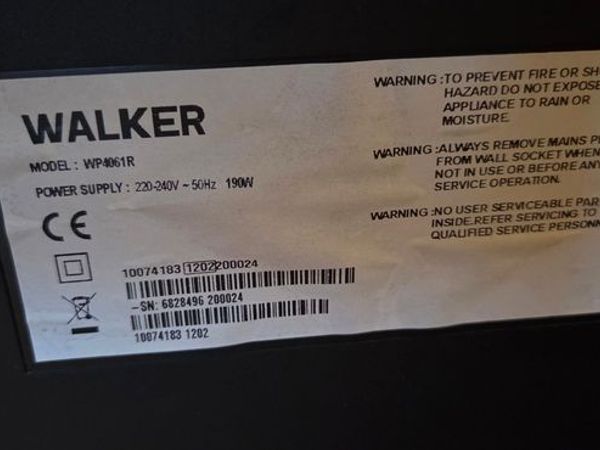 WALKER
MODEL : WP4061R
POWER SUPPLY : 220-240V ~ 50Hz 190W
CE
10074183 1202 200024
-SN: 6828496 200024
10074183 1202
WARNING :TO PREVENT FIRE OR
HAZARD DO NOT EXPOSE
APPLIANCE TO RAIN OR
MOISTURE.
WARNING :ALWAYS REMOVE MAINS
FROM WALL SOCKET WHEN
NOT IN USE OR BEFORE ANY
SERVICE OPERATION.
WARNING :NO USER SERVICEABLE
INSIDE.REFER SERVICING TO
QUALIFIED SERVICE